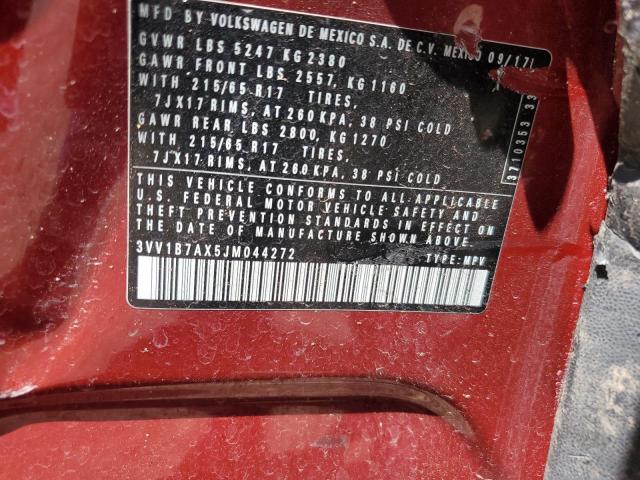 MFD BY VOLKSWAGEN DE MEXICO S.A. DE C.V. MEXICO 09/17
GVWR LBS 5247 KG 2380
GAWR FRONT LBS 2557, KG 1160
WITH 215/65 R17 TIRES,
7JX17 RIMS, AT 260 KPA, 38 PSI COLD
GAWR REAR LBS 2800, KG 1270
WITH 215/65 R17 TIRES,
7JX17 RIMS, AT 260 KPA, 38 PSI COLD
THIS VEHICLE CONFORMS TO ALL APPLICABLE
U.S. FEDERAL MOTOR VEHICLE SAFETY AND
THEFT PREVENTION STANDARDS IN EFFECT ON
THE DATE OF MANUFACTURE SHOWN ABOVE
3VV1B7AX5JM044272 TYPE: MPV
3710353 33